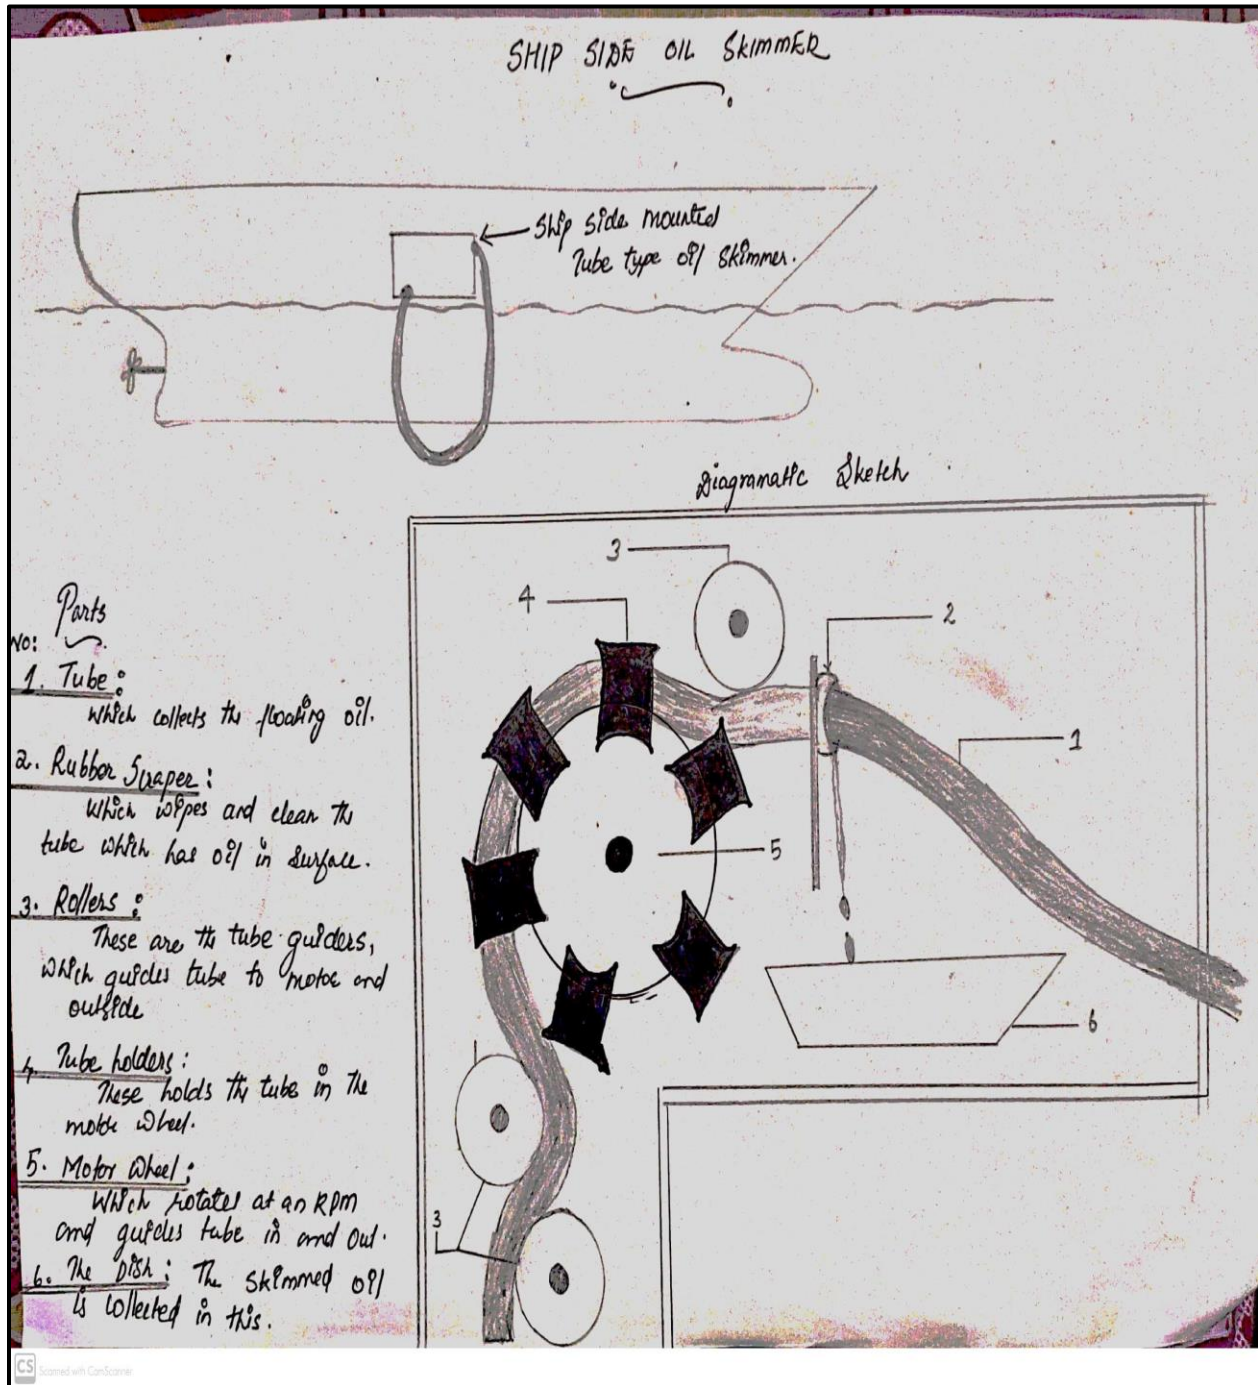 SHIP SIDE OIL SKIMMER
Ship side mounted
Tube type oil skimmer.
Diagramatic Sketch
3
4
2
1
5
6
3
Parts
NO:
1. Tube:
which collects the floating oil.
2. Rubber Scraper:
which wipes and clean the
tube which has oil in surface.
3. Rollers:
These are the tube guiders,
which guides tube to motor and
outside
4. Tube holders:
These holds the tube in the
motor wheel.
5. Motor wheel:
Which rotates at an RPM
and guides tube in and out.
6. The Dish: The skimmed oil
is collected in this.
CS Scanned with CamScanner